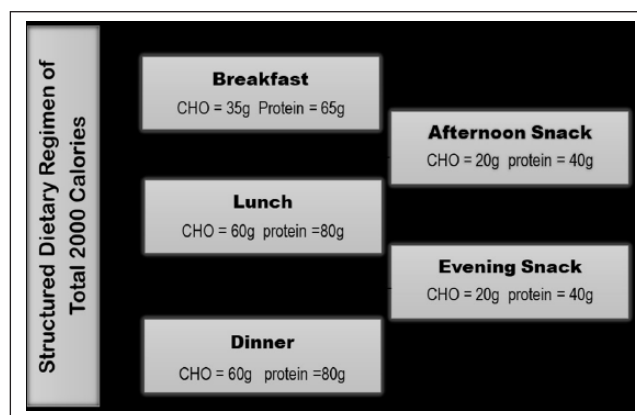 Structured Dietary Regimen of
Total 2000 Calories
Breakfast
CHO = 35g Protein = 65g
Afternoon Snack
CHO = 20g protein = 40g
Lunch
CHO = 60g protein =80g
Evening Snack
CHO = 20g protein = 40g
Dinner
CHO = 60g protein =80g